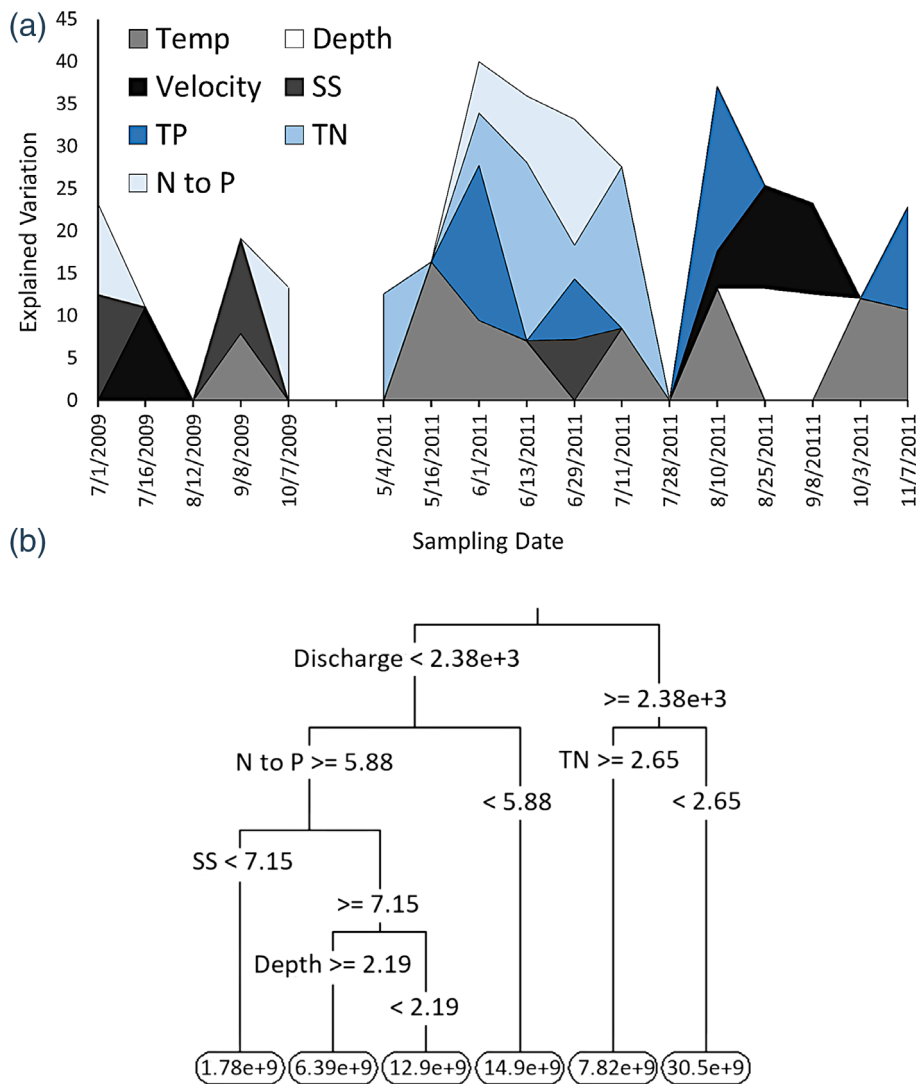 (a)
45
40
35
30
25
20
15
10
5
0
Explained Variation
Temp Depth
Velocity SS
TP TN
N to P
7/1/2009
7/16/2009
8/12/2009
9/8/2009
10/7/2009
5/4/2011
5/16/2011
6/1/2011
6/13/2011
6/29/2011
7/11/2011
7/28/2011
8/10/2011
8/25/2011
9/8/2011
10/3/2011
11/7/2011
Sampling Date
(b)
Discharge < 2.38e+3
>= 2.38e+3
N to P >= 5.88
TN >= 2.65
< 5.88
< 2.65
SS < 7.15
>= 7.15
Depth >= 2.19
< 2.19
1.78e+9 6.39e+9 12.9e+9 14.9e+9 7.82e+9 30.5e+9